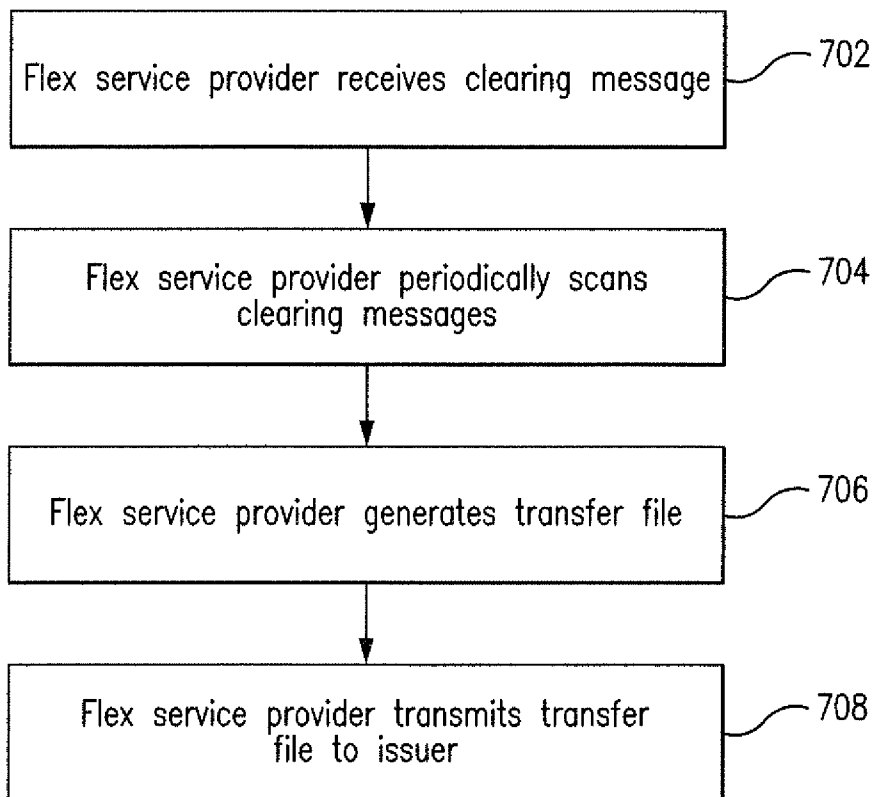 Flex service provider receives clearing message
702
Flex service provider periodically scans
clearing messages
704
Flex service provider generates transfer file
706
Flex service provider transmits transfer
file to issuer
708